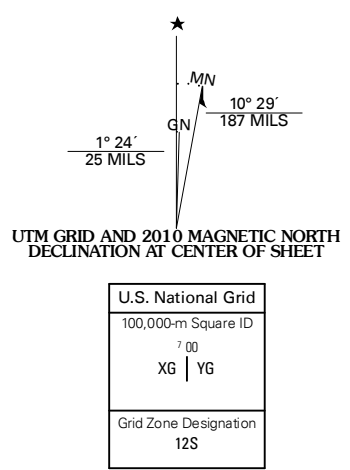 ★
MN
GN
10° 29´
187 MILS
1° 24´
25 MILS
UTM GRID AND 2010 MAGNETIC NORTH
DECLINATION AT CENTER OF SHEET
U.S. National Grid
100,000-m Square ID
7 00
XG | YG
Grid Zone Designation
12S